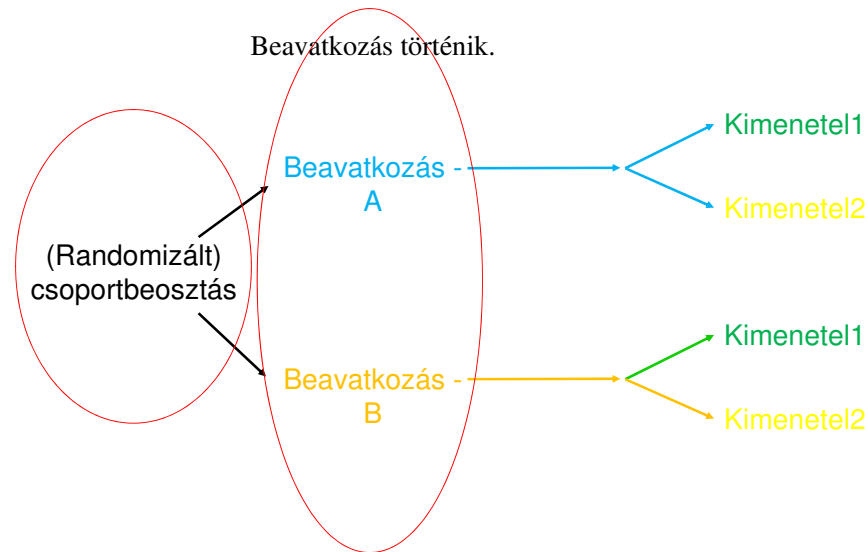 Beavatkozás történik.
(Randomizált)
csoportbeosztás
Beavatkozás -
A
Kimenetel1
Kimenetel2
Beavatkozás -
B
Kimenetel1
Kimenetel2